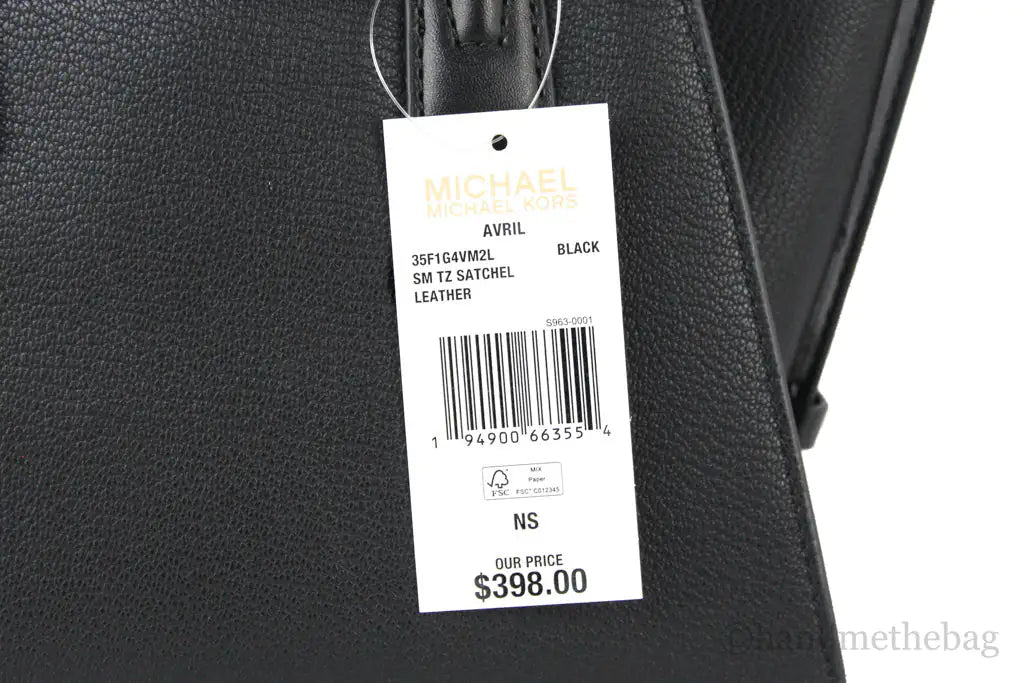 MICHAEL
MICHAEL KORS
AVRIL
35F1G4VM2L BLACK
SM TZ SATCHEL
LEATHER
S963-0001
1 94900 66355 4
FSC
MIX
Paper
FSC® C012345
NS
OUR PRICE
$398.00
©handmethebag